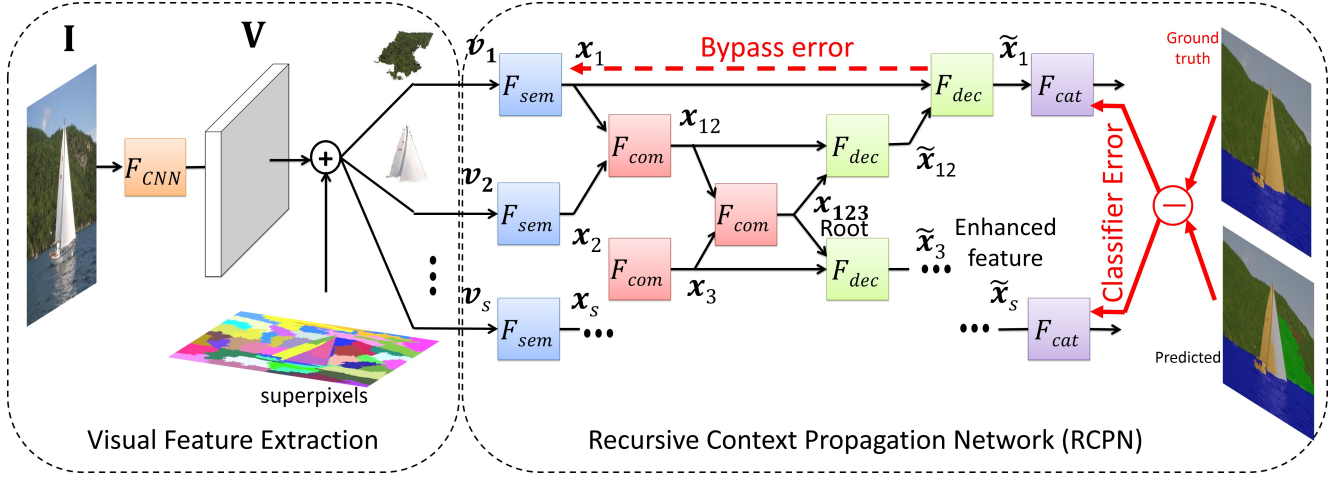 I
V
F_CNN
+
superpixels
Visual Feature Extraction
v_1
v_2
v_s
F_sem
F_sem
F_sem
x_1
x_2
x_s
Bypass error
F_com
F_com
F_com
x_12
x_3
x_123
Root
F_dec
F_dec
F_dec
x̃_1
x̃_12
x̃_3
Enhanced
feature
x̃_s
F_cat
F_cat
Classifier Error
Ground
truth
Predicted
Recursive Context Propagation Network (RCPN)